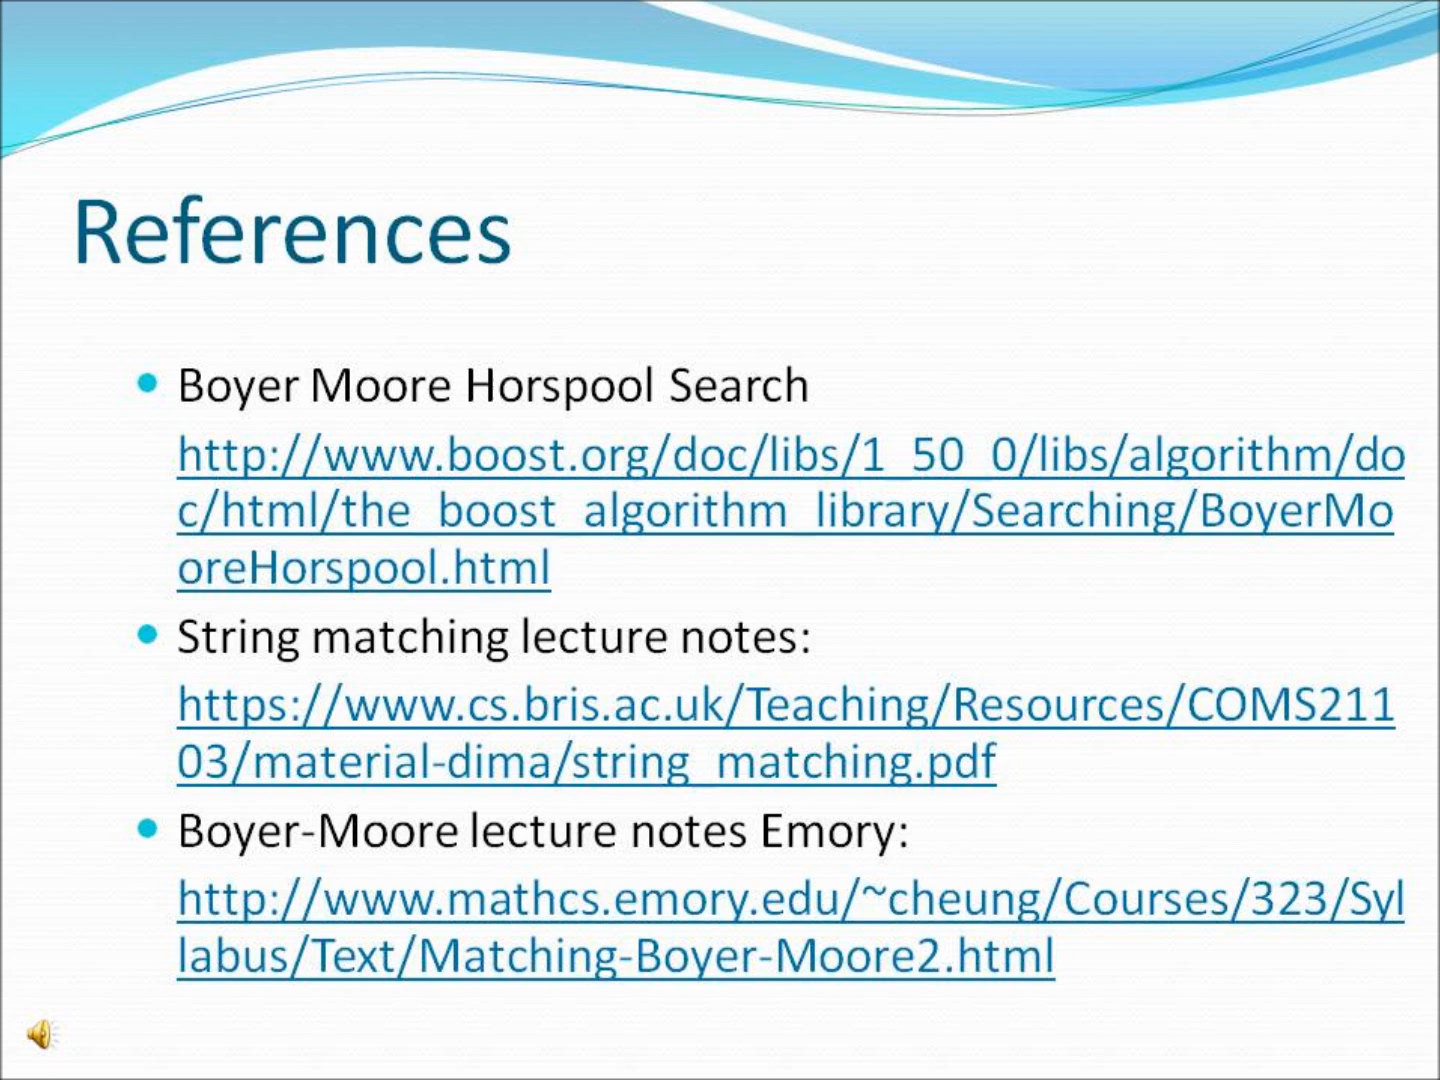 References
Boyer Moore Horspool Search
http://www.boost.org/doc/libs/1_50_0/libs/algorithm/do
c/html/the_boost_algorithm_library/Searching/BoyerMo
oreHorspool.html
String matching lecture notes:
https://www.cs.bris.ac.uk/Teaching/Resources/COMS211
03/material-dima/string_matching.pdf
Boyer-Moore lecture notes Emory:
http://www.mathcs.emory.edu/~cheung/Courses/323/Syl
labus/Text/Matching-Boyer-Moore2.html